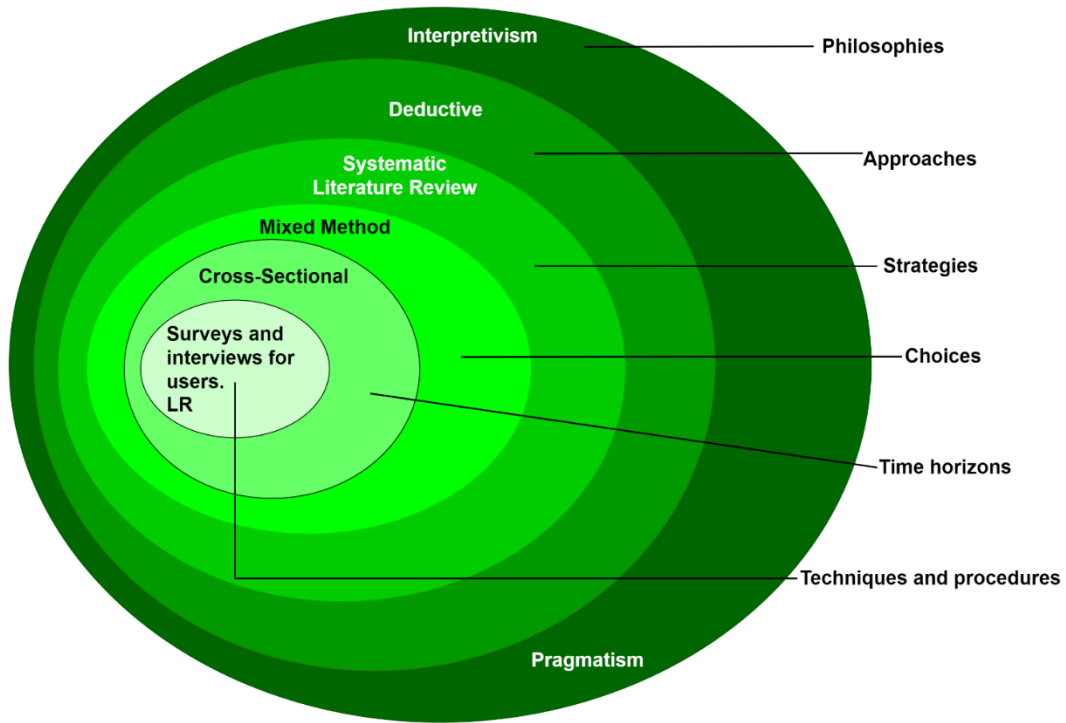 Interpretivism
Philosophies
Deductive
Approaches
Systematic
Literature Review
Strategies
Mixed Method
Cross-Sectional
Surveys and
interviews for
users.
LR
Choices
Time horizons
Techniques and procedures
Pragmatism